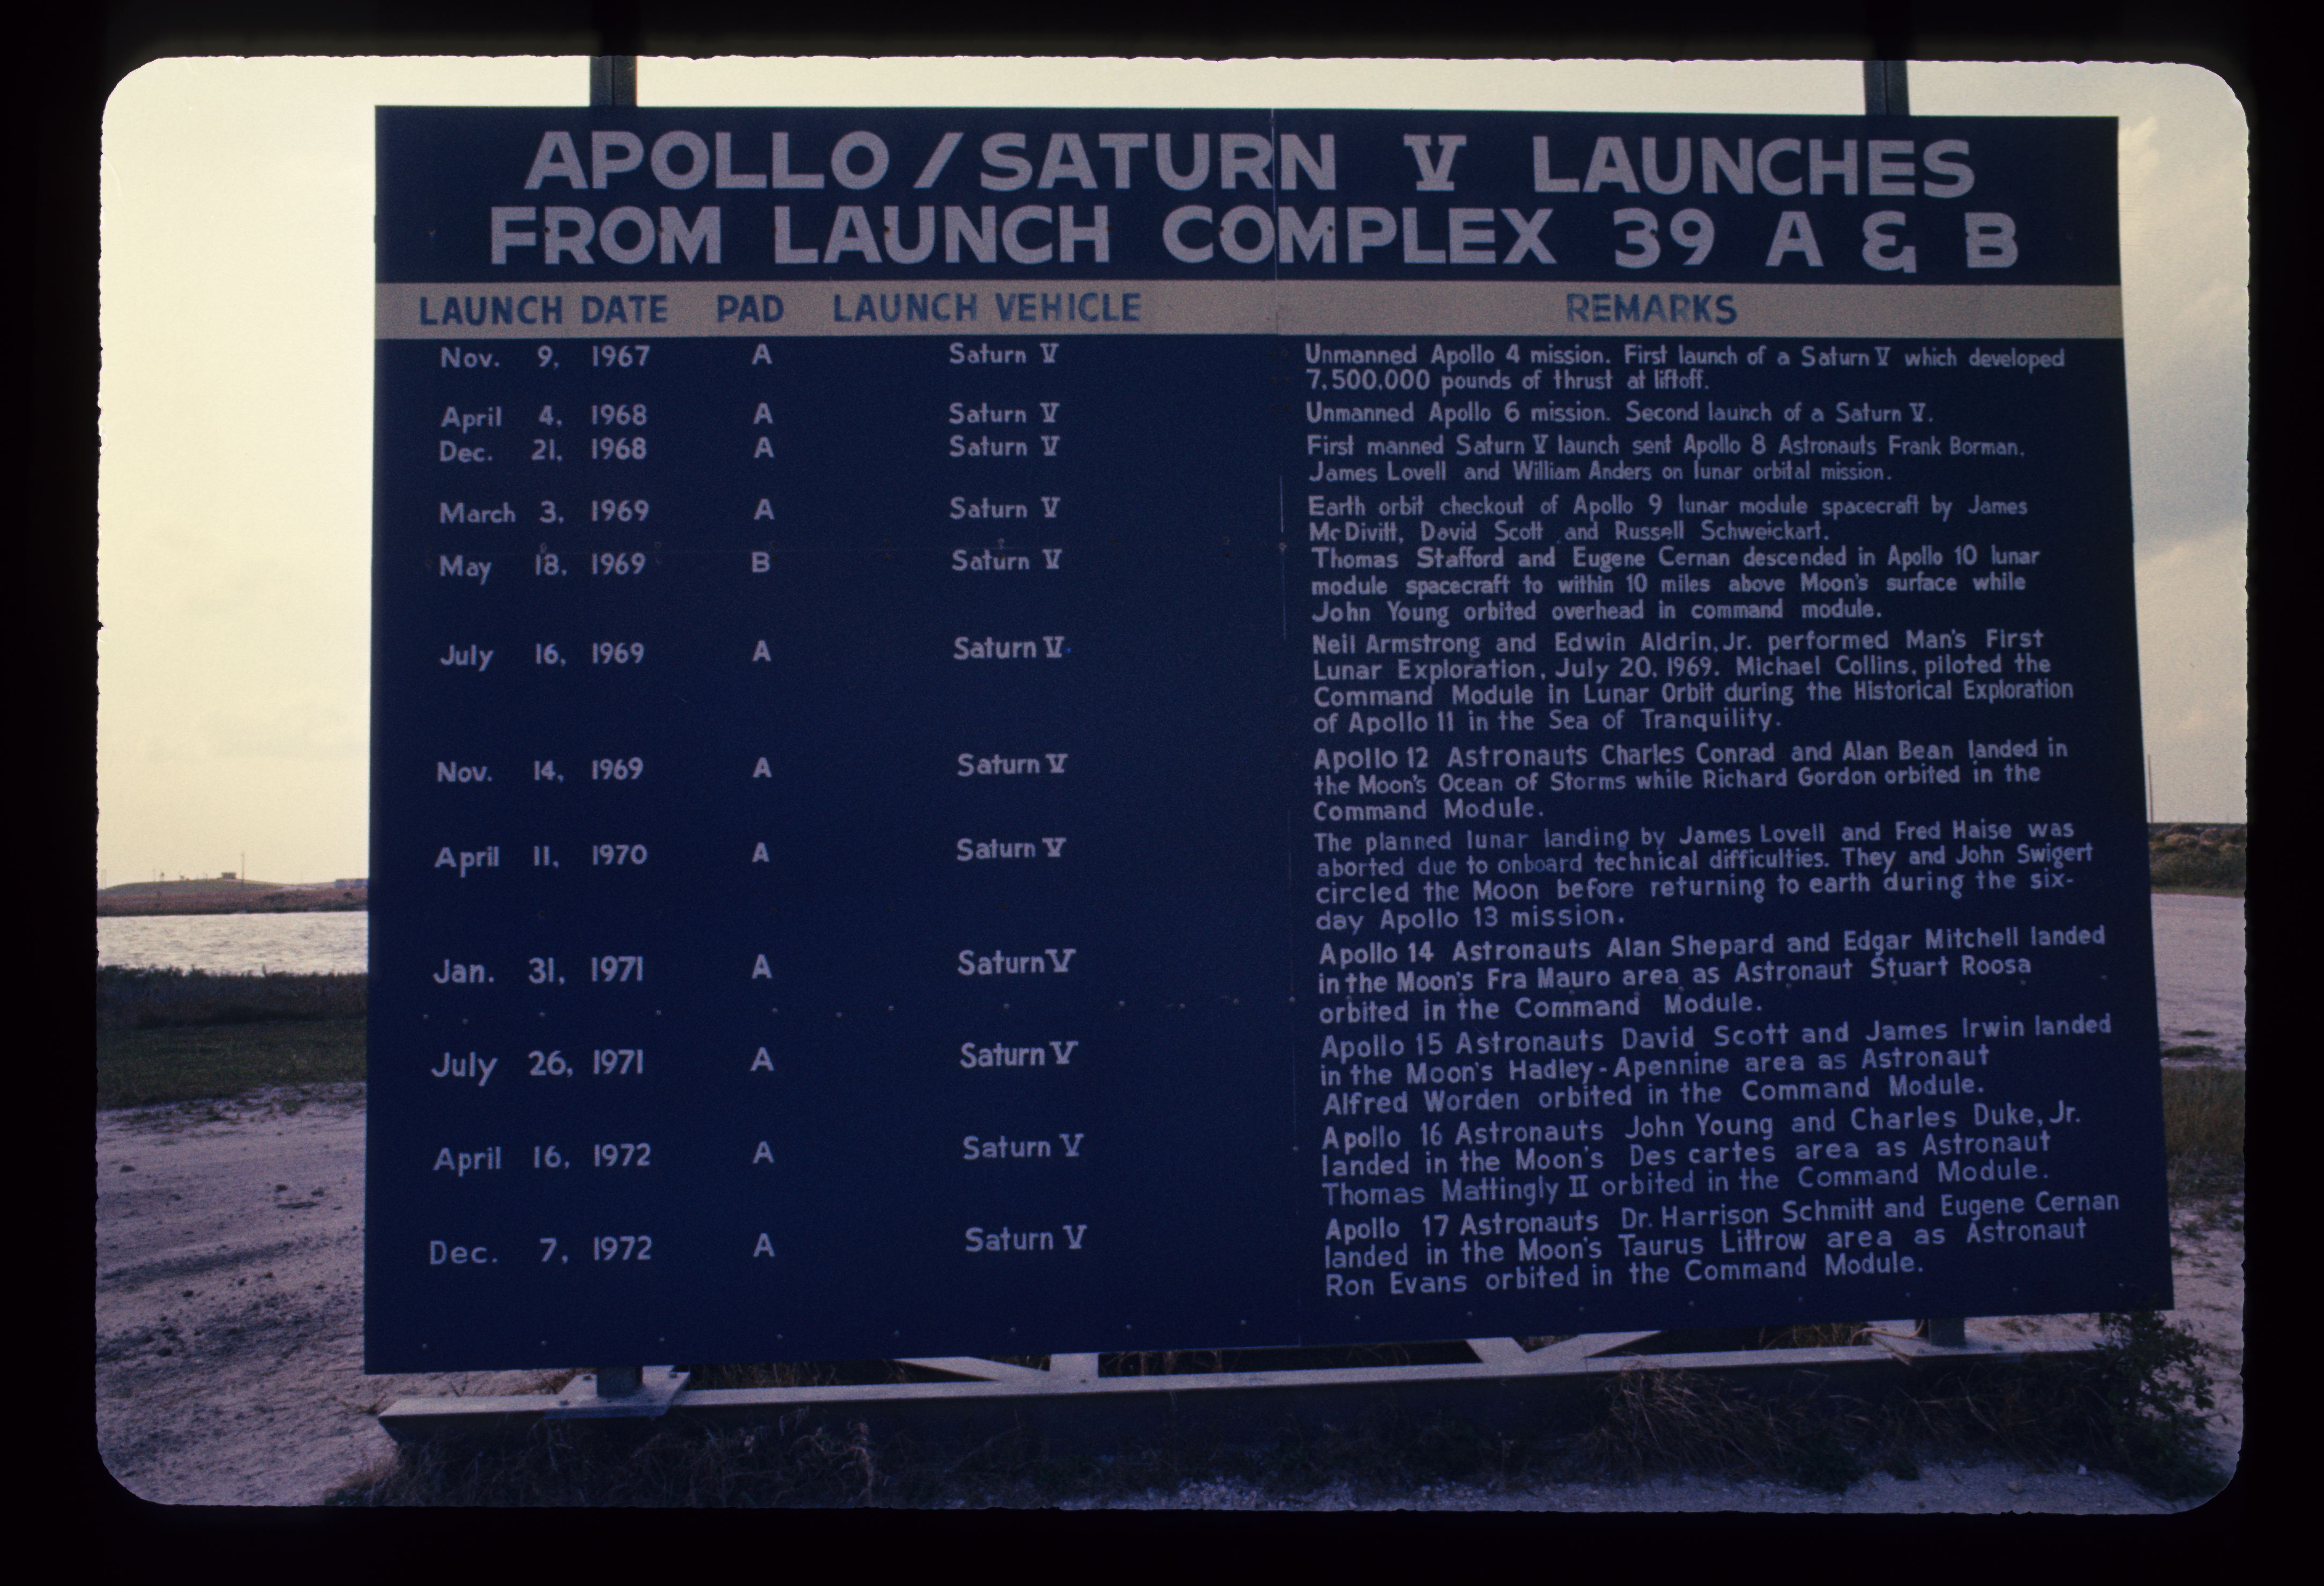 APOLLO / SATURN V LAUNCHES
FROM LAUNCH COMPLEX 39 A & B
LAUNCH DATE PAD LAUNCH VEHICLE REMARKS
Nov. 9, 1967 A Saturn V Unmanned Apollo 4 mission. First launch of a Saturn V which developed
7,500,000 pounds of thrust at liftoff.
April 4, 1968 A Saturn V Unmanned Apollo 6 mission. Second launch of a Saturn V.
Dec. 21, 1968 A Saturn V First manned Saturn V launch sent Apollo 8 Astronauts Frank Borman,
James Lovell and William Anders on lunar orbital mission.
March 3, 1969 A Saturn V Earth orbit checkout of Apollo 9 lunar module spacecraft by James
McDivitt, David Scott and Russell Schweickart.
May 18, 1969 B Saturn V Thomas Stafford and Eugene Cernan descended in Apollo 10 lunar
module spacecraft to within 10 miles above Moon's surface while
John Young orbited overhead in command module.
July 16, 1969 A Saturn V Neil Armstrong and Edwin Aldrin, Jr. performed Man's First
Lunar Exploration, July 20, 1969. Michael Collins, piloted the
Command Module in Lunar Orbit during the Historical Exploration
of Apollo 11 in the Sea of Tranquility.
Nov. 14, 1969 A Saturn V Apollo 12 Astronauts Charles Conrad and Alan Bean landed in
the Moon's Ocean of Storms while Richard Gordon orbited in the
Command Module.
April 11, 1970 A Saturn V The planned lunar landing by James Lovell and Fred Haise was
aborted due to onboard technical difficulties. They and John Swigert
circled the Moon before returning to earth during the six-
day Apollo 13 mission.
Jan. 31, 1971 A Saturn V Apollo 14 Astronauts Alan Shepard and Edgar Mitchell landed
in the Moon's Fra Mauro area as Astronaut Stuart Roosa
orbited in the Command Module.
July 26, 1971 A Saturn V Apollo 15 Astronauts David Scott and James Irwin landed
in the Moon's Hadley-Apennine area as Astronaut
Alfred Worden orbited in the Command Module.
April 16, 1972 A Saturn V Apollo 16 Astronauts John Young and Charles Duke, Jr.
landed in the Moon's Des cartes area as Astronaut
Thomas Mattingly II orbited in the Command Module.
Dec. 7, 1972 A Saturn V Apollo 17 Astronauts Dr. Harrison Schmitt and Eugene Cernan
landed in the Moon's Taurus Liftrow area as Astronaut
Ron Evans orbited in the Command Module.